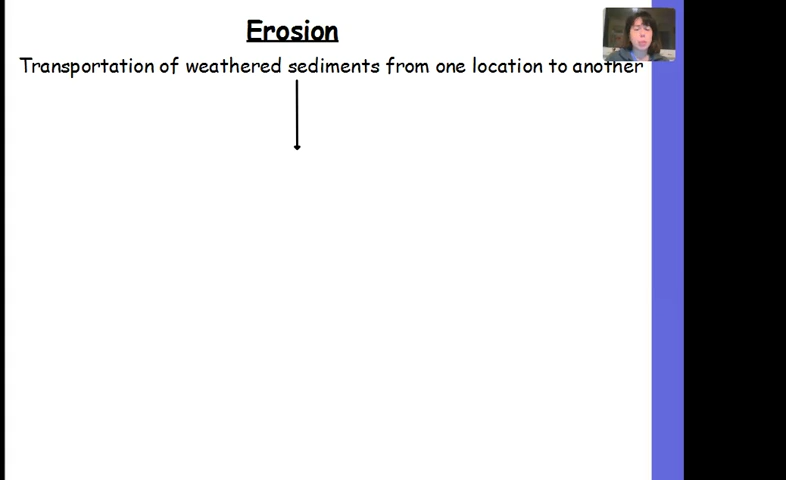 Erosion
Transportation of weathered sediments from one location to another